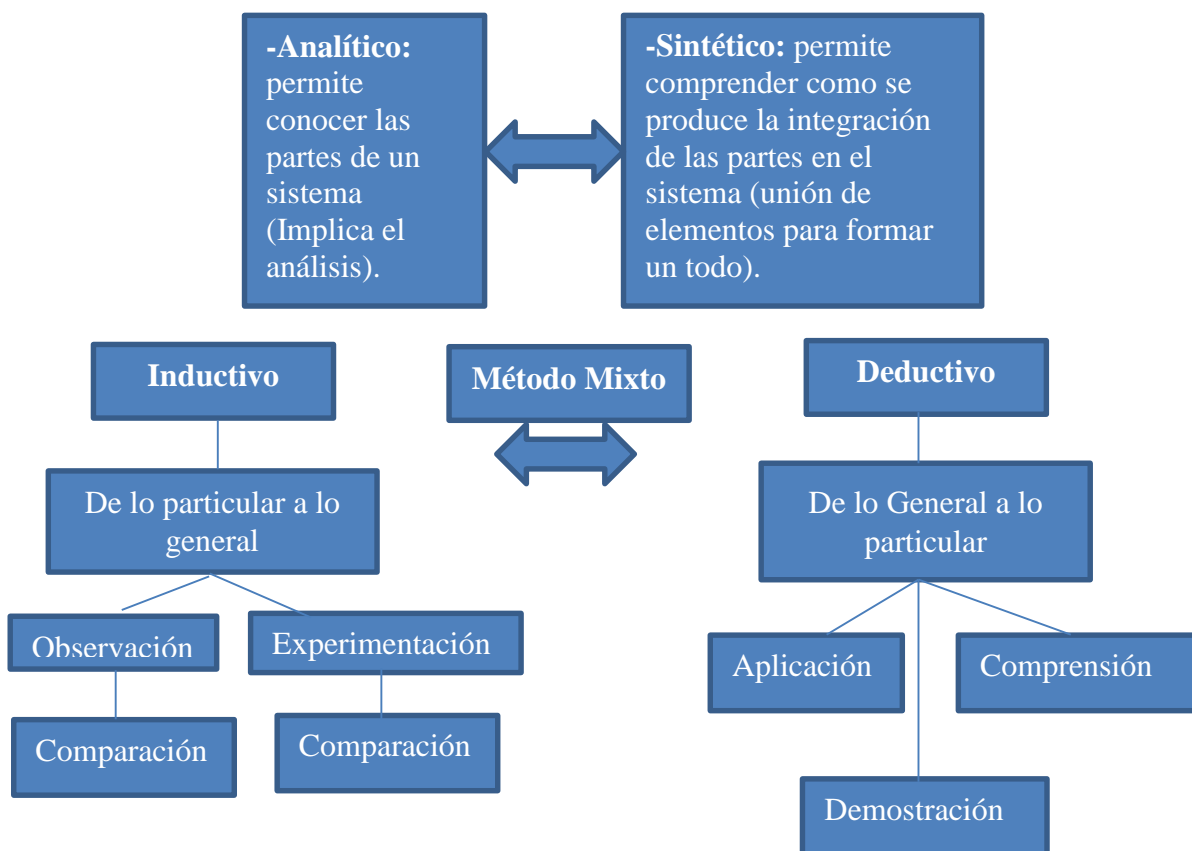 -Analítico:
permite
conocer las
partes de un
sistema
(Implica el
análisis).
-Sintético: permite
comprender como se
produce la integración
de las partes en el
sistema (unión de
elementos para formar
un todo).
Inductivo
Método Mixto
Deductivo
De lo particular a lo
general
De lo General a lo
particular
Observación
Experimentación
Aplicación
Comprensión
Comparación
Comparación
Demostración